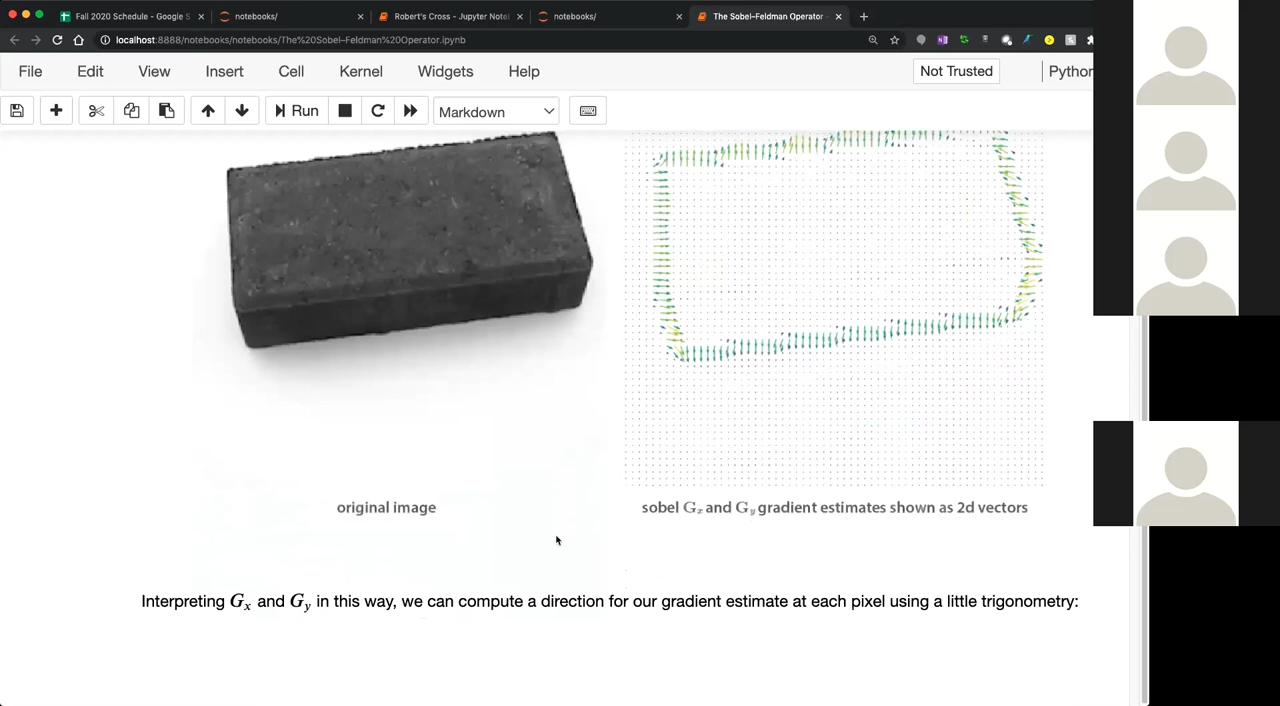 Fall 2020 Schedule - Google S
notebooks/
Robert's Cross - Jupyter Note
notebooks/
The Sobel–Feldman Operator -
localhost:8888/notebooks/notebooks/The%20Sobel–Feldman%20Operator.ipynb
File Edit View Insert Cell Kernel Widgets Help Not Trusted Python
Run Markdown
original image
sobel Gx and Gy gradient estimates shown as 2d vectors
Interpreting Gx and Gy in this way, we can compute a direction for our gradient estimate at each pixel using a little trigonometry: